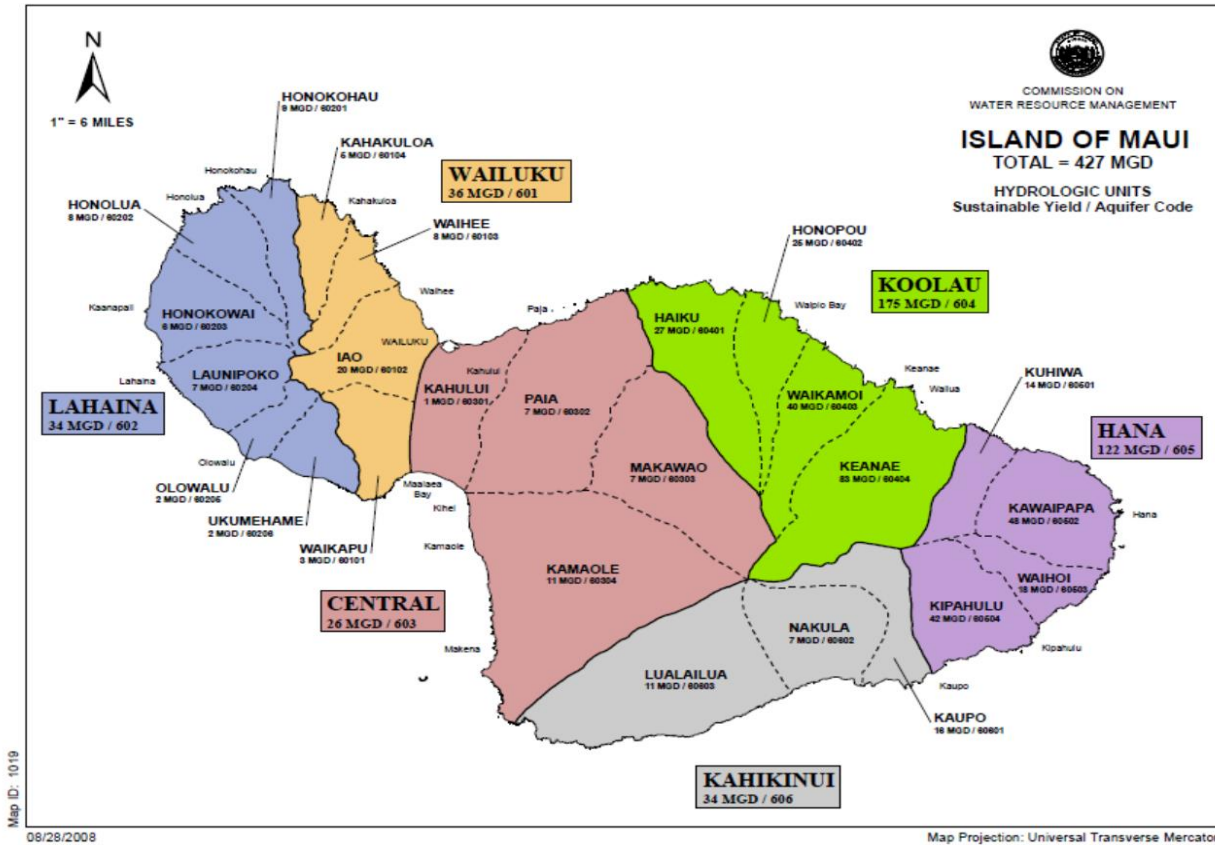 N
1" = 6 MILES
COMMISSION ON
WATER RESOURCE MANAGEMENT
ISLAND OF MAUI
TOTAL = 427 MGD
HYDROLOGIC UNITS
Sustainable Yield / Aquifer Code
HONOKOHAU
9 MGD / 60201
KAHAKULOA
5 MGD / 60104
WAILUKU
36 MGD / 601
Honokohau
Honolua
Kahakuloa
HONOLUA
8 MGD / 60202
WAIHEE
8 MGD / 60103
HONOPOU
25 MGD / 60402
KOOLAU
175 MGD / 604
Waihee
Kaanapali
HONOKOWAI
6 MGD / 60203
Paia
Waipio Bay
HAIKU
27 MGD / 60401
WAILUKU
IAO
20 MGD / 60102
LAUNIPOKO
7 MGD / 60204
Lahaina
Kahului
KAHULUI
1 MGD / 60301
PAIA
7 MGD / 60302
WAIKAMOI
40 MGD / 60403
Keanae
Wailua
KUHIWA
14 MGD / 60501
LAHAINA
34 MGD / 602
HANA
122 MGD / 605
Olowalu
OLOWALU
2 MGD / 60205
UKUMEHAME
2 MGD / 60206
WAIKAPU
3 MGD / 60101
Maalaea
Bay
Kihei
Kamaole
MAKAWAO
7 MGD / 60303
KEANAE
83 MGD / 60404
KAWAIPAPA
48 MGD / 60502
Hana
KAMAOLE
11 MGD / 60304
WAIHOI
18 MGD / 60503
KIPAHULU
42 MGD / 60504
CENTRAL
26 MGD / 603
NAKULA
7 MGD / 60602
Kipahulu
Makena
LUALAILUA
11 MGD / 60603
Kaupo
KAUPO
16 MGD / 60601
KAHIKINUI
34 MGD / 606
Map ID: 1019
08/28/2008
Map Projection: Universal Transverse Mercator